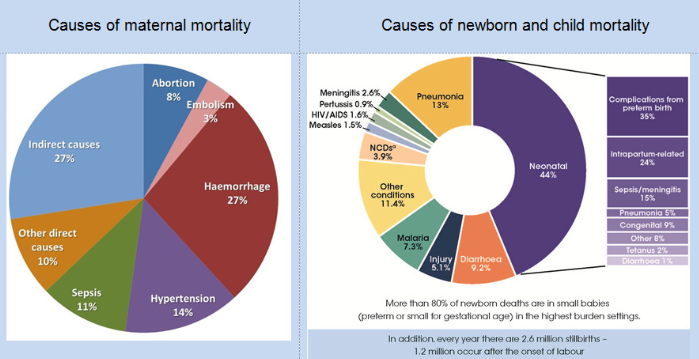 Causes of maternal mortality
Abortion
8%
Embolism
3%
Haemorrhage
27%
Hypertension
14%
Sepsis
11%
Other direct
causes
10%
Indirect causes
27%
Causes of newborn and child mortality
Neonatal
44%
Diarrhoea
9.2%
Injury
5.1%
Malaria
7.3%
Other
conditions
11.4%
NCDsᵃ
3.9%
Measles 1.5%
HIV/AIDS 1.6%
Pertussis 0.9%
Meningitis 2.6%
Pneumonia
13%
Complications from
preterm birth
35%
Intrapartum-related
24%
Sepsis/meningitis
15%
Pneumonia 5%
Congenital 9%
Other 8%
Tetanus 2%
Diarrhoea 1%
More than 80% of newborn deaths are in small babies
(preterm or small for gestational age) in the highest burden settings.
In addition, every year there are 2.6 million stillbirths –
1.2 million occur after the onset of labour